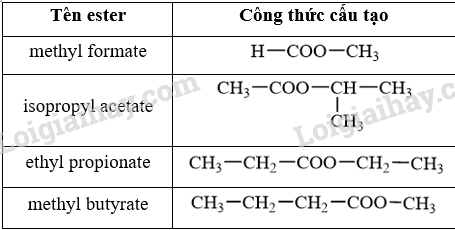 Tên ester Công thức cấu tạo
methyl formate H—COO—CH₃
isopropyl acetate CH₃—COO—CH—CH₃
CH₃
ethyl propionate CH₃—CH₂—COO—CH₂—CH₃
methyl butyrate CH₃—CH₂—CH₂—COO—CH₃
Loigiaihay.com
Loigiaihay.com